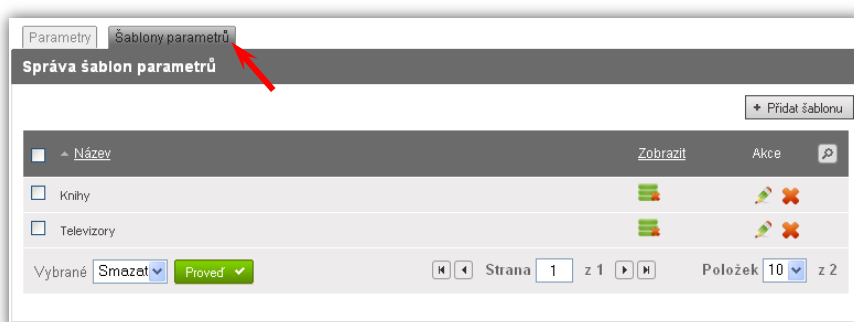 Parametry Šablony parametrů
Správa šablon parametrů
+ Přidat šablonu
Název Zobrazit Akce
Knihy
Televizory
Vybrané Smazat Proveď Strana 1 z 1 Položek 10 z 2